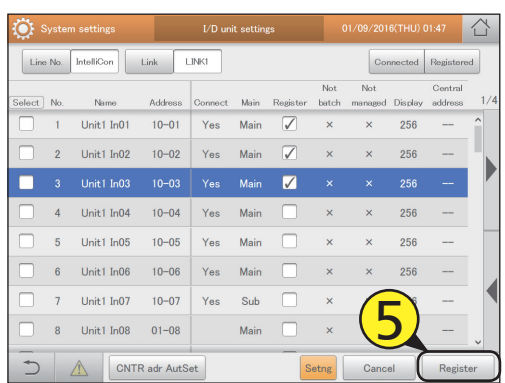 System settings I/D unit settings 01/09/2016(THU) 01:47
Line No. IntelliCon Link LINK1 Connected Registered
Select No. Name Address Connect Main Register Not batch Not managed Display Central address 1/4
1 Unit1 In01 10-01 Yes Main ✓ × × 256 --
2 Unit1 In02 10-02 Yes Main ✓ × × 256 --
3 Unit1 In03 10-03 Yes Main ✓ × × 256 --
4 Unit1 In04 10-04 Yes Main × × 256 --
5 Unit1 In05 10-05 Yes Main × × 256 --
6 Unit1 In06 10-06 Yes Main × × 256 --
7 Unit1 In07 10-07 Yes Sub × × 256 --
8 Unit1 In08 01-08 Main × --
5
CNTR adr AutSet Setng Cancel Register